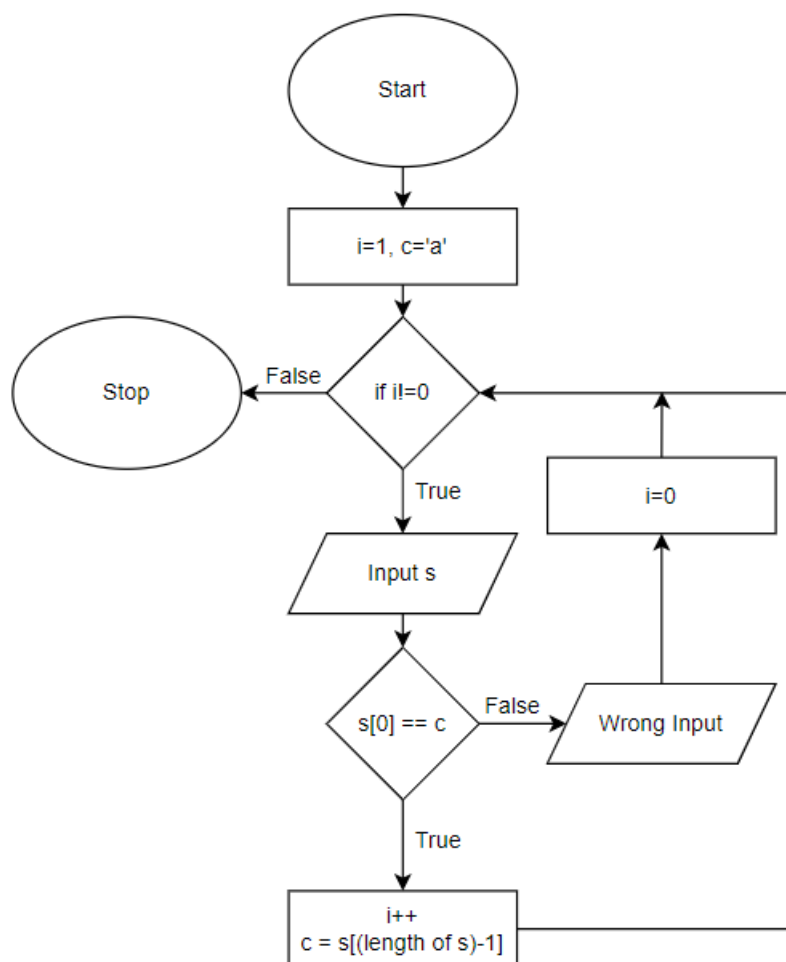 Start
i=1, c='a'
if i!=0
False
Stop
True
Input s
s[0] == c
False
Wrong Input
i=0
True
i++
c = s[(length of s)-1]